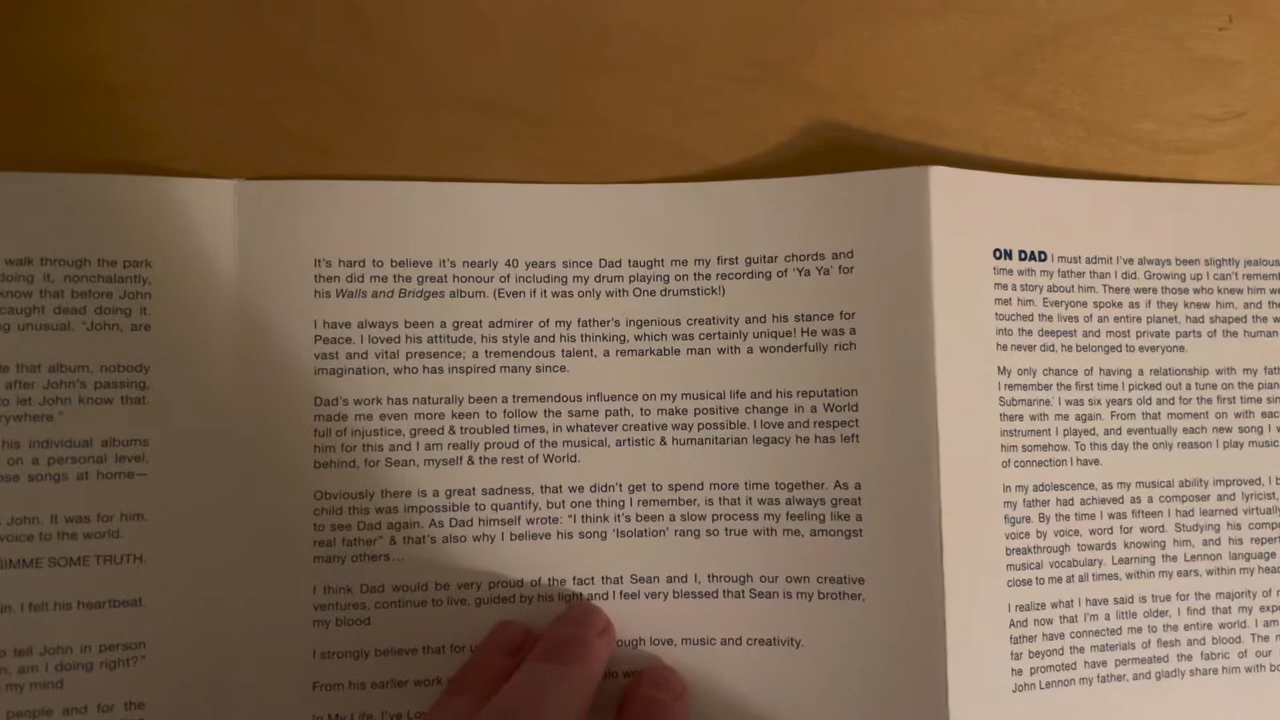 walk through the park
doing it, nonchalantly,
know that before John
caught dead doing it.
unusual. "John, are
that album, nobody
after John's passing,
to let John know that.
his individual albums
on a personal level,
songs at home—
John. It was for him.
voice to the world.
GIMME SOME TRUTH.
I felt his heartbeat.
tell John in person
am I doing right?"
my mind
people and for the
It's hard to believe it's nearly 40 years since Dad taught me my first guitar chords and
then did me the great honour of including my drum playing on the recording of 'Ya Ya' for
his Walls and Bridges album. (Even if it was only with One drumstick!)
I have always been a great admirer of my father's ingenious creativity and his stance for
Peace. I loved his attitude, his style and his thinking, which was certainly unique! He was a
vast and vital presence; a tremendous talent, a remarkable man with a wonderfully rich
imagination, who has inspired many since.
Dad's work has naturally been a tremendous influence on my musical life and his reputation
made me even more keen to follow the same path, to make positive change in a World
full of injustice, greed & troubled times, in whatever creative way possible. I love and respect
him for this and I am really proud of the musical, artistic & humanitarian legacy he has left
behind, for Sean, myself & the rest of World.
Obviously there is a great sadness, that we didn't get to spend more time together. As a
child this was impossible to quantify, but one thing I remember, is that it was always great
to see Dad again. As Dad himself wrote: "I think it's been a slow process my feeling like a
real father" & that's also why I believe his song 'Isolation' rang so true with me, amongst
many others...
I think Dad would be very proud of the fact that Sean and I, through our own creative
ventures, continue to live, guided by his light and I feel very blessed that Sean is my brother,
my blood.
I strongly believe that for love, music and creativity.
From his earlier work
In My Life, I've
ON DAD I must admit I've always been slightly jealous
time with my father than I did. Growing up I can't
me a story about him. There were those who knew him
met him. Everyone spoke as if they knew him, and
touched the lives of an entire planet, had shaped the
into the deepest and most private parts of the human
he never did, he belonged to everyone.
My only chance of having a relationship with my
I remember the first time I picked out a tune on the
Submarine.' I was six years old and for the first time
there with me again. From that moment on with each
instrument I played, and eventually each new song I
him somehow. To this day the only reason I play
of connection I have.
In my adolescence, as my musical ability improved, I
my father had achieved as a composer and lyricist,
figure. By the time I was fifteen I had learned
voice by voice, word for word. Studying his
breakthrough towards knowing him, and his
musical vocabulary. Learning the Lennon language
close to me at all times, within my ears, within my
I realize what I have said is true for the majority of
And now that I'm a little older, I find that my
father have connected me to the entire world. I am
far beyond the materials of flesh and blood. The
he promoted have permeated the fabric of our
John Lennon my father, and gladly share him with